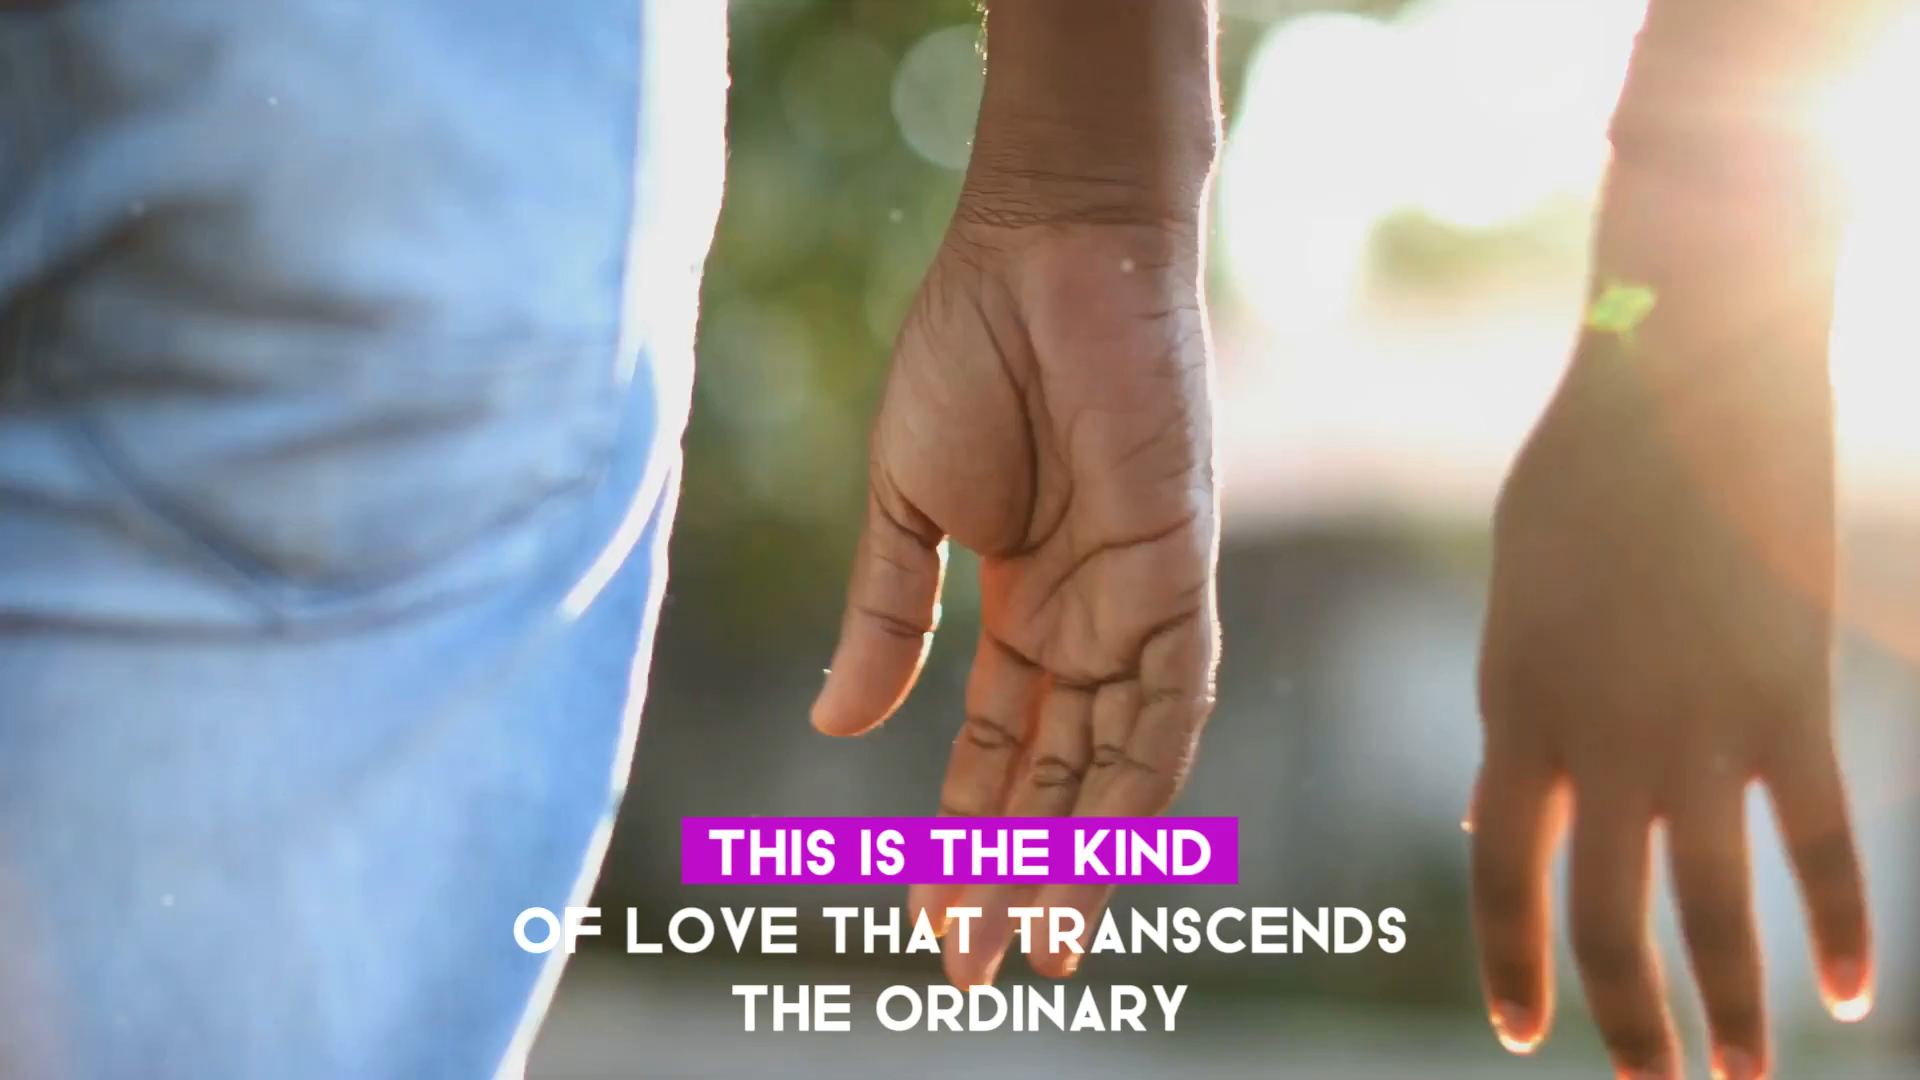 THIS IS THE KIND
OF LOVE THAT TRANSCENDS
THE ORDINARY